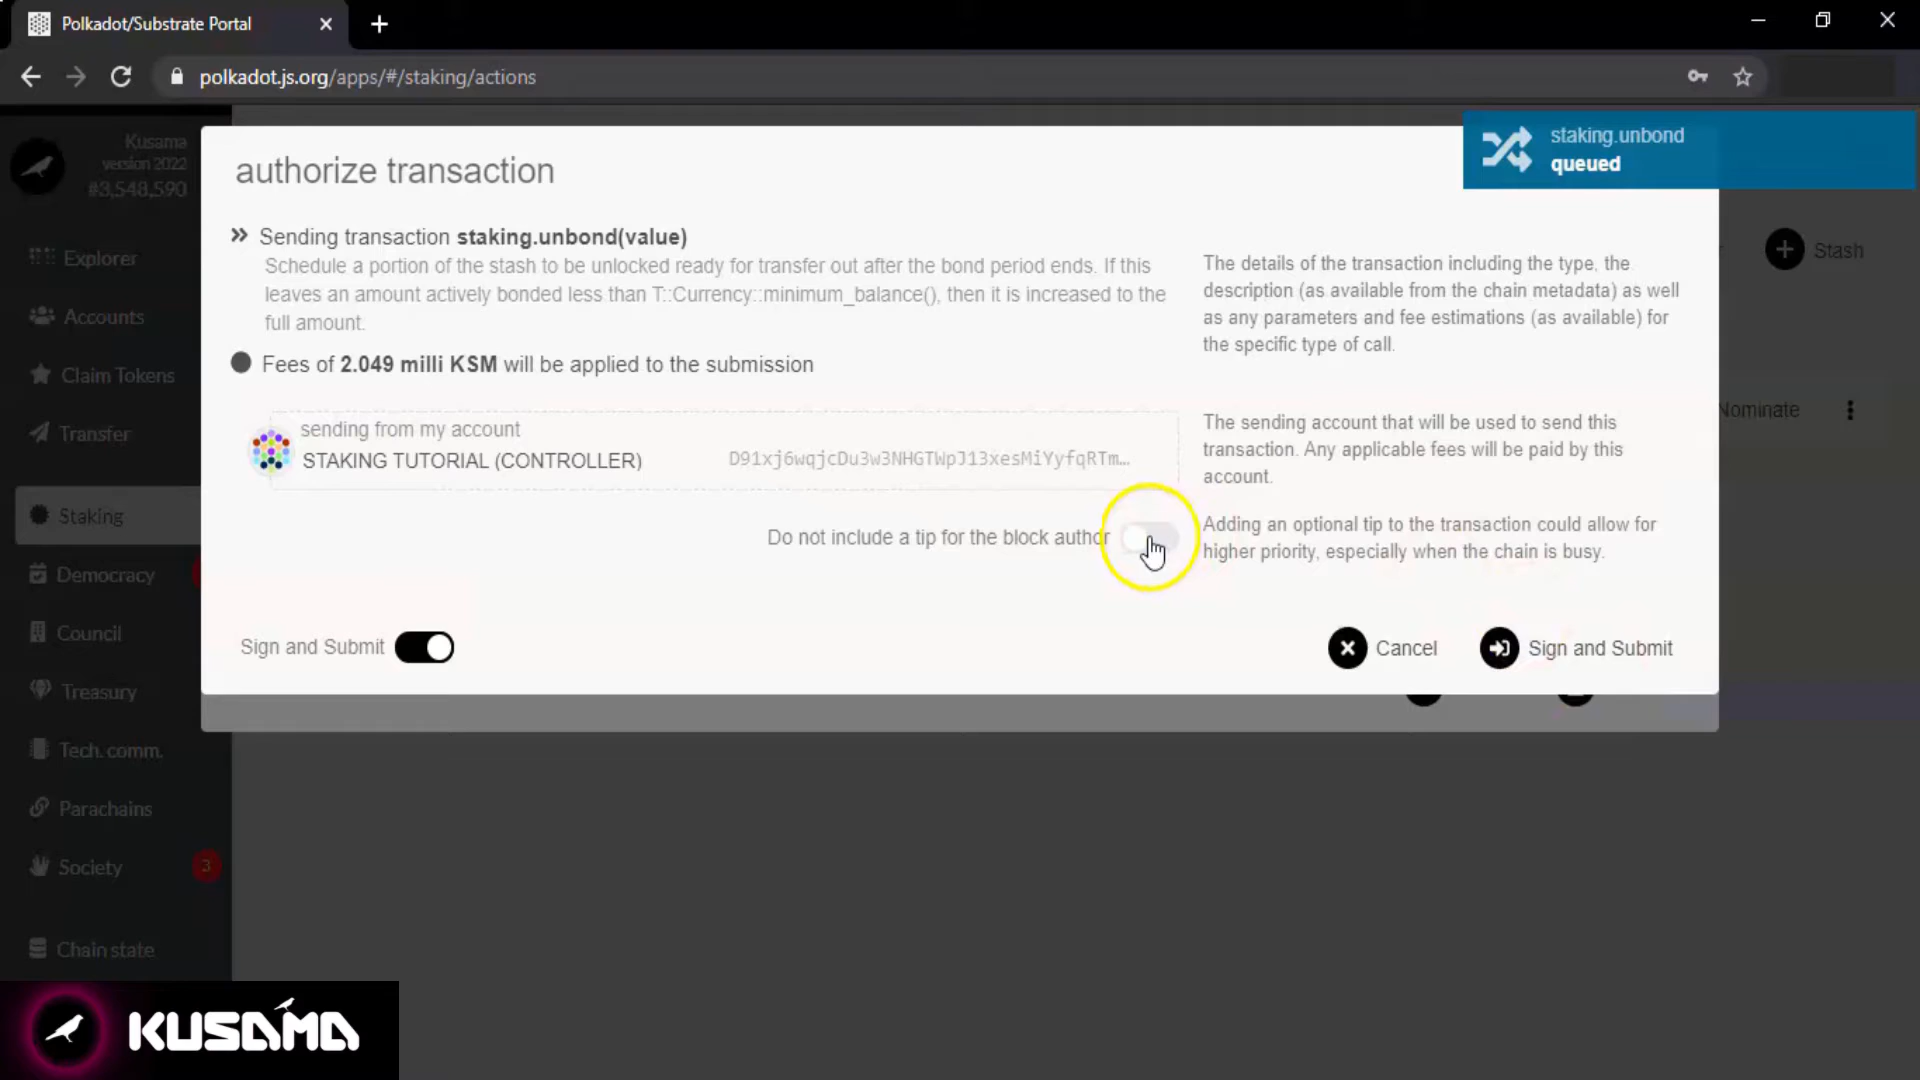 Polkadot/Substrate Portal
polkadot.js.org/apps/#/staking/actions
Kusama
version 2022
#3,548,590
Explorer
Accounts
Claim Tokens
Transfer
Staking
Democracy
Council
Treasury
Tech. comm.
Parachains
Society
3
Chain state
authorize transaction
staking.unbond
queued
Sending transaction staking.unbond(value)
Schedule a portion of the stash to be unlocked ready for transfer out after the bond period ends. If this
leaves an amount actively bonded less than T::Currency::minimum_balance(), then it is increased to the
full amount.
Fees of 2.049 milli KSM will be applied to the submission
The details of the transaction including the type, the
description (as available from the chain metadata) as well
as any parameters and fee estimations (as available) for
the specific type of call.
sending from my account
STAKING TUTORIAL (CONTROLLER)
D91xj6wqjcDu3w3NHGTWpJ13xesMiYyfqRTm…
The sending account that will be used to send this
transaction. Any applicable fees will be paid by this
account.
Do not include a tip for the block author
Adding an optional tip to the transaction could allow for
higher priority, especially when the chain is busy.
Sign and Submit
Cancel
Sign and Submit
Stash
Nominate
KUSAMA